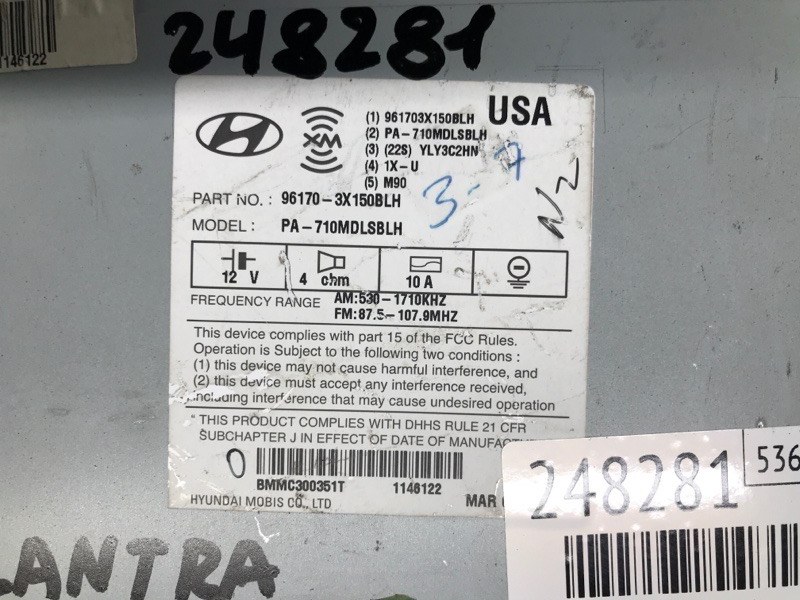 1146122
248281
XM
(1) 961703X150BLH
USA
(2) PA-710MDLSBLH
(3) (22S) YLY3C2HN
(4) 1X-U
(5) M90
3-7
N2
PART NO. : 96170-3X150BLH
MODEL : PA-710MDLSBLH
12 V 4 ohm 10 A
FREQUENCY RANGE AM:530-1710KHZ
FM:87.5-107.9MHZ
This device complies with part 15 of the FCC Rules.
Operation is Subject to the following two conditions :
(1) this device may not cause harmful interference, and
(2) this device must accept any interference received,
including interference that may cause undesired operation
" THIS PRODUCT COMPLIES WITH DHHS RULE 21 CFR
SUBCHAPTER J IN EFFECT OF DATE OF MANUFACT
0
BMMC300351T 1146122
HYUNDAI MOBIS CO., LTD MAR
248281
536
LANTRA